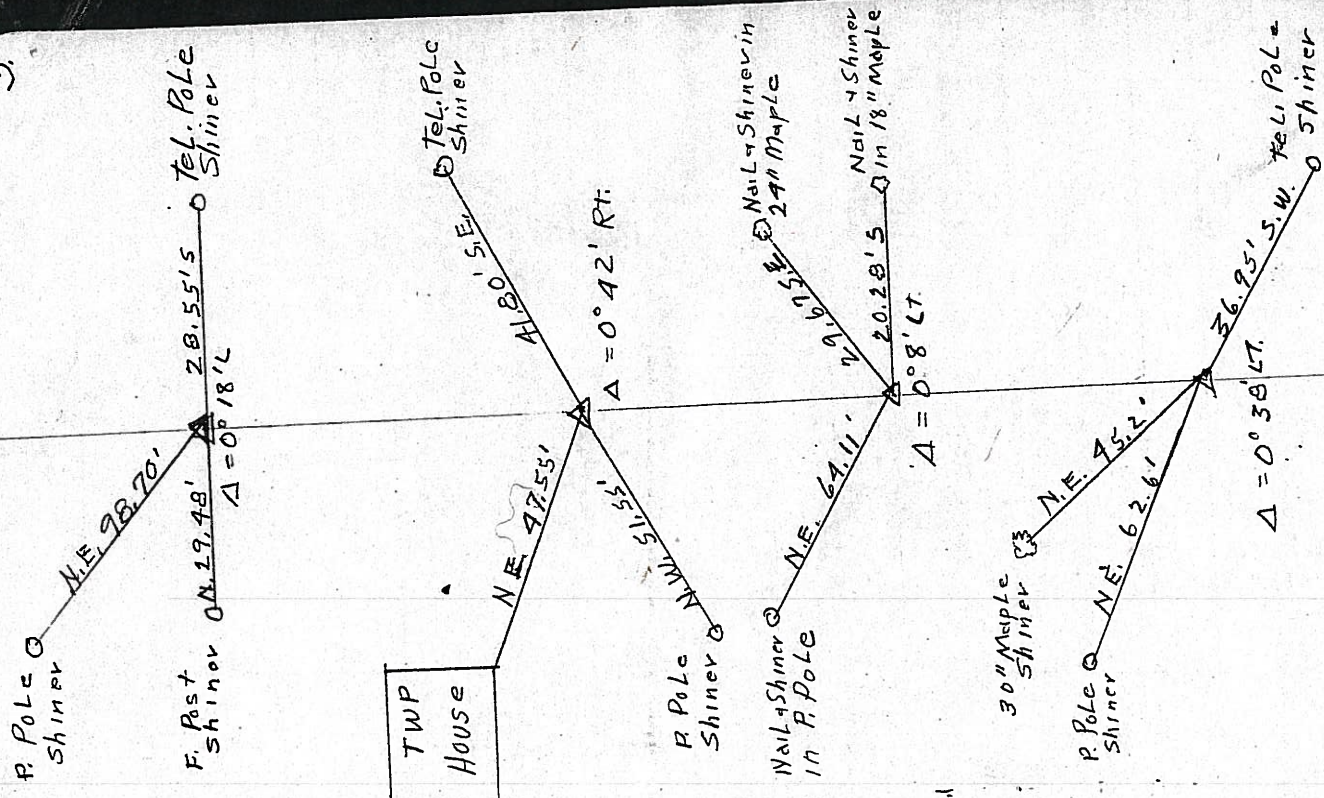 P. Pole
Shiner
N.E. 98.70'
Tel. Pole
Shiner
28.55' S
F. Post
Shiner
N. 29.48'
Δ = 0° 18' L
TWP
House
N.E. 47.55'
Tel. Pole
Shiner
41.80' S.E.
Δ = 0° 42' RT.
N.W. 51.55'
P. Pole
Shiner
Nail & Shiner in
24" Maple
29.67 S.E.
Nail & Shiner
in 18" Maple
20.28' S
Nail & Shiner
in P. Pole
N.E. 64.11'
Δ = 0° 8' LT.
30" Maple
Shiner
N.E. 45.2'
P. Pole
Shiner
N.E. 62.6'
36.95' S.W.
Tel. Pole
Shiner
Δ = 0° 38' LT.